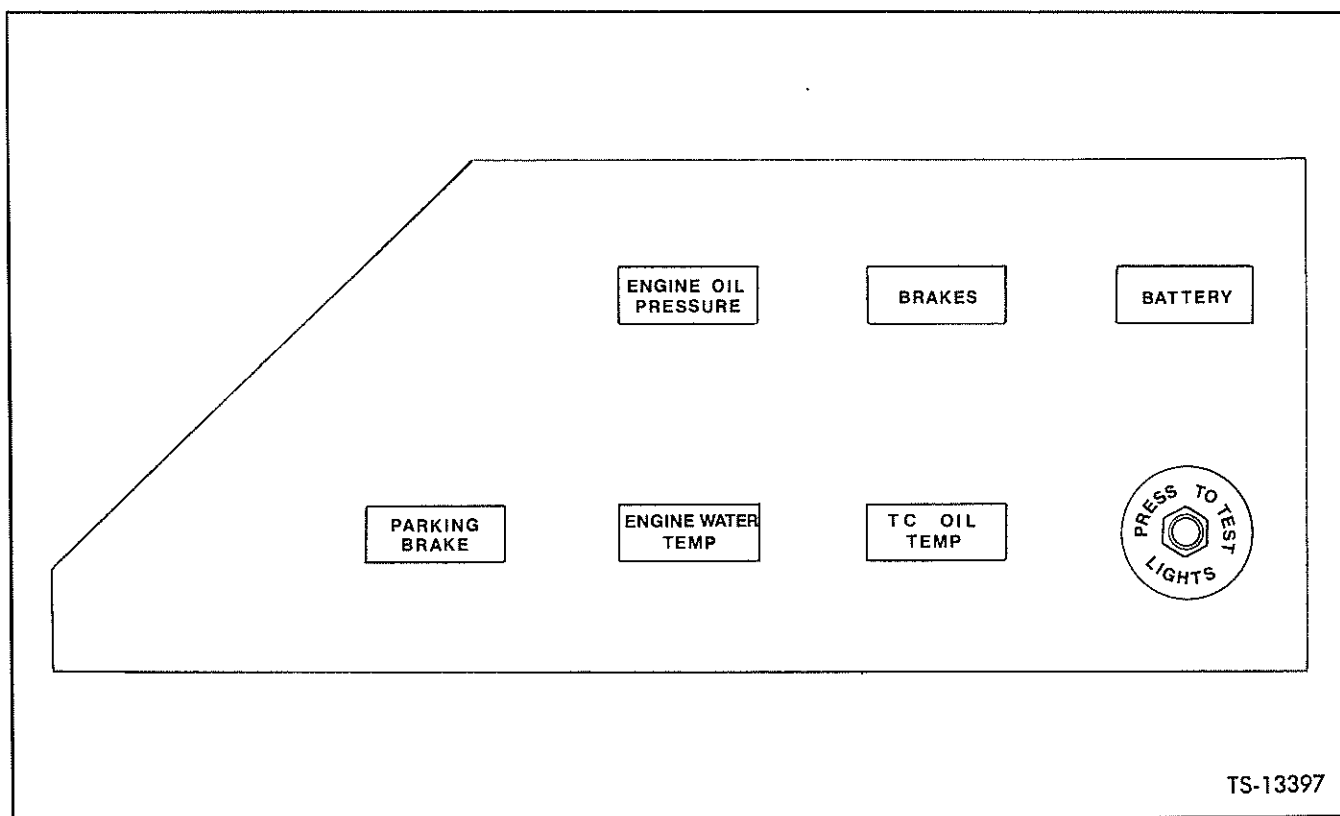 ENGINE OIL
PRESSURE
BRAKES
BATTERY
PARKING
BRAKE
ENGINE WATER
TEMP
TC OIL
TEMP
PRESS TO TEST
LIGHTS
TS-13397